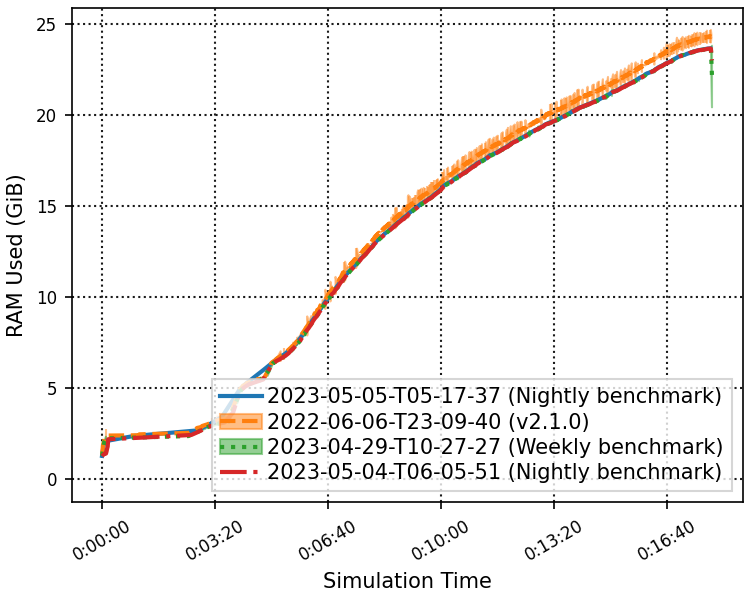 25
20
15
10
5
0
RAM Used (GiB)
2023-05-05-T05-17-37 (Nightly benchmark)
2022-06-06-T23-09-40 (v2.1.0)
2023-04-29-T10-27-27 (Weekly benchmark)
2023-05-04-T06-05-51 (Nightly benchmark)
0:00:00
0:03:20
0:06:40
0:10:00
0:13:20
0:16:40
Simulation Time